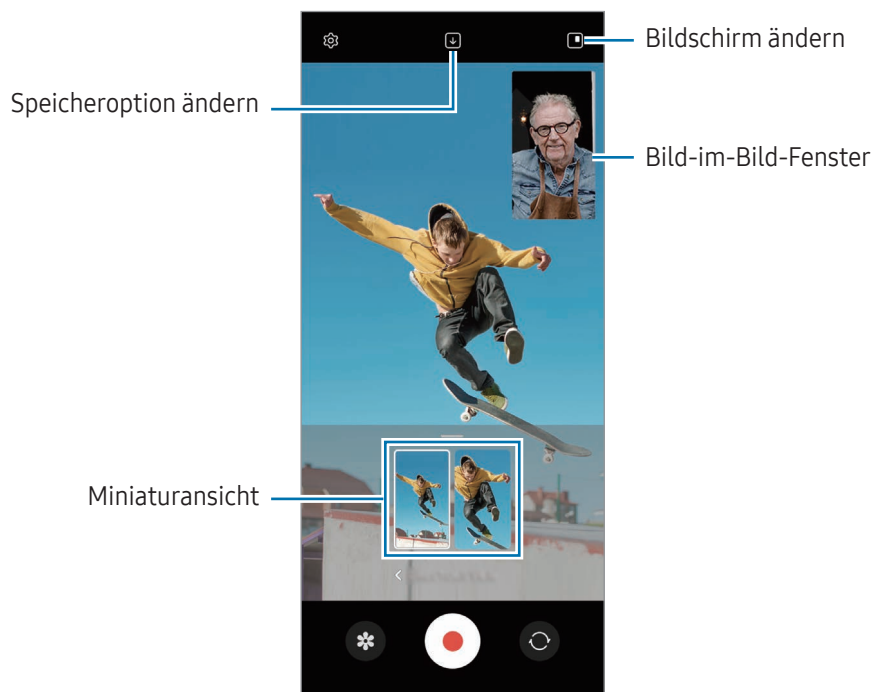 Bildschirm ändern
Speicheroption ändern
Bild-im-Bild-Fenster
Miniaturansicht